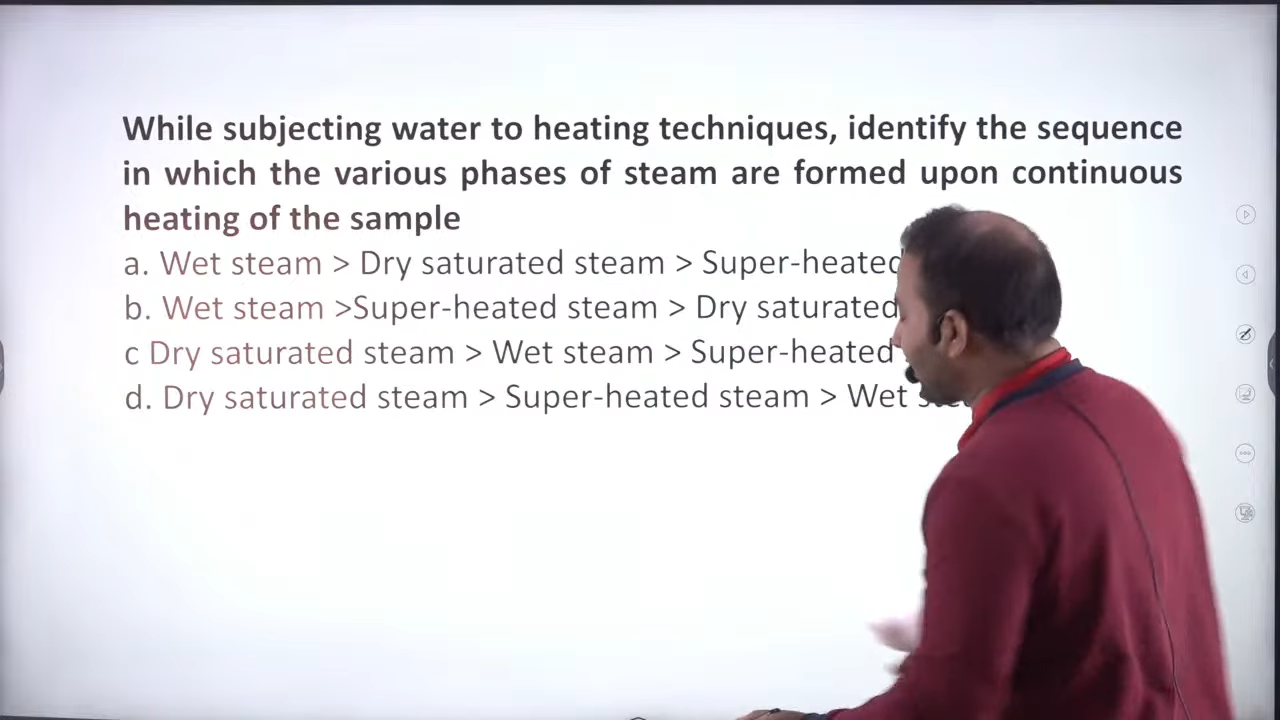 While subjecting water to heating techniques, identify the sequence
in which the various phases of steam are formed upon continuous
heating of the sample
a. Wet steam > Dry saturated steam > Super-heated
b. Wet steam >Super-heated steam > Dry saturated
c Dry saturated steam > Wet steam > Super-heated
d. Dry saturated steam > Super-heated steam > Wet